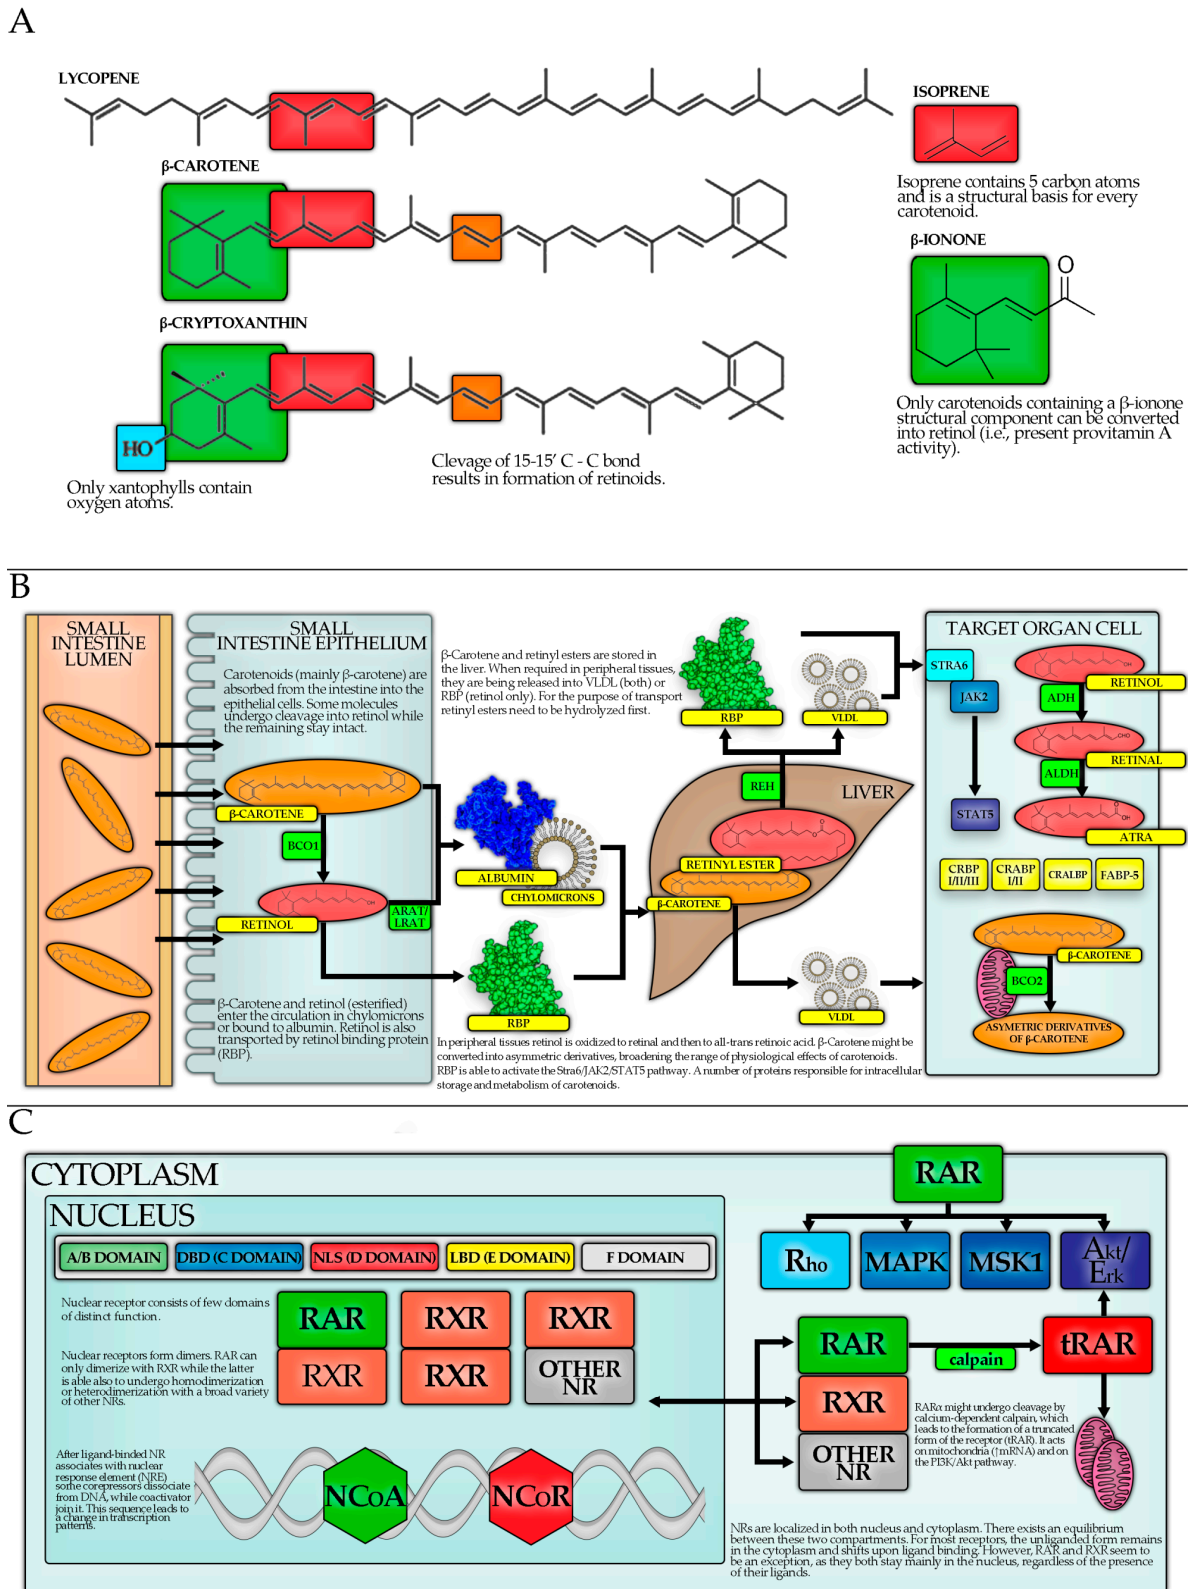 A
LYCOPENE
ISOPRENE
Isoprene contains 5 carbon atoms
and is a structural basis for every
carotenoid.
β-CAROTENE
β-IONONE
O
Only carotenoids containing a β-ionone
structural component can be converted
into retinol (i.e., present provitamin A
activity).
β-CRYPTOXANTHIN
HO
Only xantophylls contain
oxygen atoms.
Clevage of 15-15′ C - C bond
results in formation of retinoids.
B
SMALL
INTESTINE
LUMEN
SMALL
INTESTINE EPITHELIUM
Carotenoids (mainly β-carotene) are
absorbed from the intestine into the
epithelial cells. Some molecules
undergo cleavage into retinol while
the remaining stay intact.
β-CAROTENE
BCO1
RETINOL
ARAT/
LRAT
β-Carotene and retinol (esterified)
enter the circulation in chylomicrons
or bound to albumin. Retinol is also
transported by retinol binding protein
(RBP).
β-Carotene and retinyl esters are stored in
the liver. When required in peripheral tissues,
they are being released into VLDL (both) or
RBP (retinol only). For the purpose of transport
retinyl esters need to be hydrolyzed first.
ALBUMIN
CHYLOMICRONS
RBP
RBP
VLDL
REH
LIVER
RETINYL ESTER
β-CAROTENE
VLDL
In peripheral tissues retinol is oxidized to retinal and then to all-trans retinoic acid. β-Carotene might be
converted into asymmetric derivatives, broadening the range of physiological effects of carotenoids.
RBP is able to activate the Stra6/JAK2/STAT5 pathway. A number of proteins responsible for intracellular
storage and metabolism of carotenoids.
TARGET ORGAN CELL
STRA6
JAK2
STAT5
RETINOL
ADH
RETINAL
ALDH
ATRA
CRBP
I/II/III
CRABP
I/II
CRALBP
FABP-5
β-CAROTENE
BCO2
ASYMETRIC DERIVATIVES
OF β-CAROTENE
C
CYTOPLASM
NUCLEUS
A/B DOMAIN
DBD (C DOMAIN)
NLS (D DOMAIN)
LBD (E DOMAIN)
F DOMAIN
Nuclear receptor consists of few domains
of distinct function.
RAR
RXR
RXR
Nuclear receptors form dimers. RAR can
only dimerize with RXR while the latter
is able also to undergo homodimerization
or heterodimerization with a broad variety
of other NRs.
RXR
RXR
OTHER
NR
After ligand-binded NR
associates with nuclear
response element (NRE)
some corepressors dissociate
from DNA, while coactivator
join it. This sequence leads to
a change in transcription
patterns.
NCoA
NCoR
RAR
Rho
MAPK
MSK1
Akt/
Erk
RAR
calpain
tRAR
RXR
OTHER
NR
RARα might undergo cleavage by
calcium-dependent calpain, which
leads to the formation of a truncated
form of the receptor (tRAR). It acts
on mitochondria (↑mRNA) and on
the PI3K/Akt pathway.
NRs are localized in both nucleus and cytoplasm. There exists an equilibrium
between these two compartments. For most receptors, the unliganded form remains
in the cytoplasm and shifts upon ligand binding. However, RAR and RXR seem to
be an exception, as they both stay mainly in the nucleus, regardless of the presence
of their ligands.